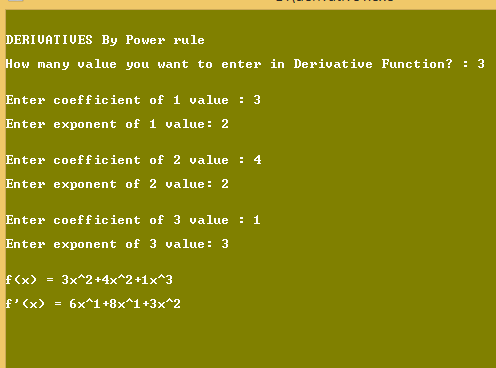 DERIVATIVES By Power rule
How many value you want to enter in Derivative Function? : 3
Enter coefficient of 1 value : 3
Enter exponent of 1 value: 2
Enter coefficient of 2 value : 4
Enter exponent of 2 value: 2
Enter coefficient of 3 value : 1
Enter exponent of 3 value: 3
f(x) = 3x^2+4x^2+1x^3
f'(x) = 6x^1+8x^1+3x^2